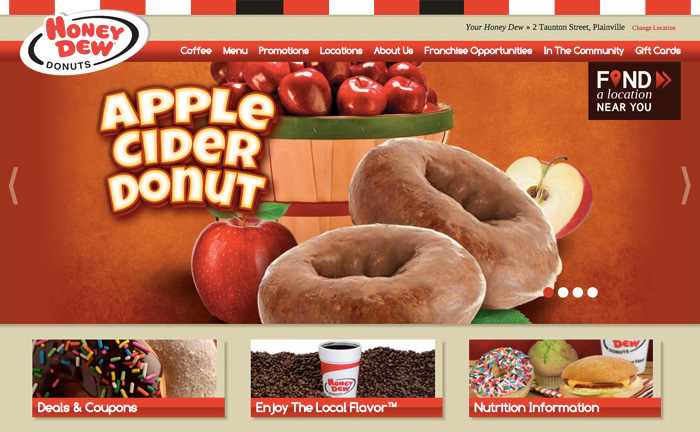 HONEY
DEW®
DONUTS
Your Honey Dew » 2 Taunton Street, Plainville Change Location
Coffee Menu Promotions Locations About Us Franchise Opportunities In The Community Gift Cards
FIND
a location
NEAR YOU
APPLE
CIDER
DONUT
HONEY
DEW
DEW
DONUTS
Deals & Coupons
Enjoy The Local Flavor™
Nutrition Information